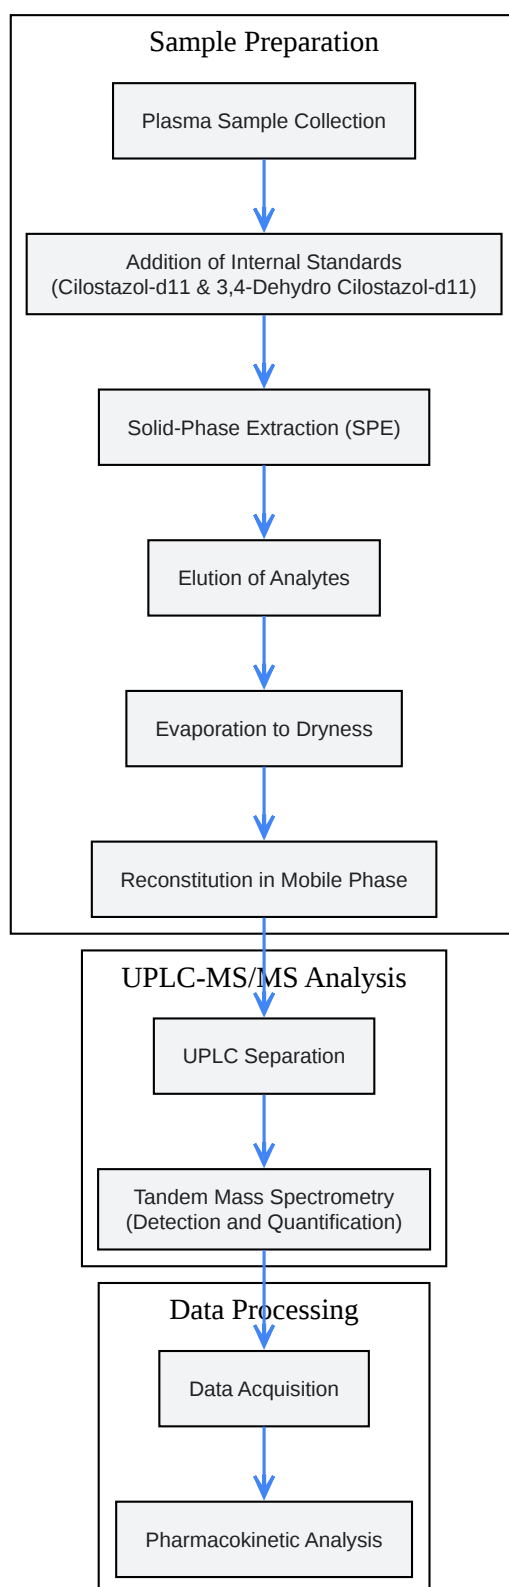 Sample Preparation
Plasma Sample Collection
Addition of Internal Standards
(Cilostazol-d11 & 3,4-Dehydro Cilostazol-d11)
Solid-Phase Extraction (SPE)
Elution of Analytes
Evaporation to Dryness
Reconstitution in Mobile Phase
UPLC-MS/MS Analysis
UPLC Separation
Tandem Mass Spectrometry
(Detection and Quantification)
Data Processing
Data Acquisition
Pharmacokinetic Analysis